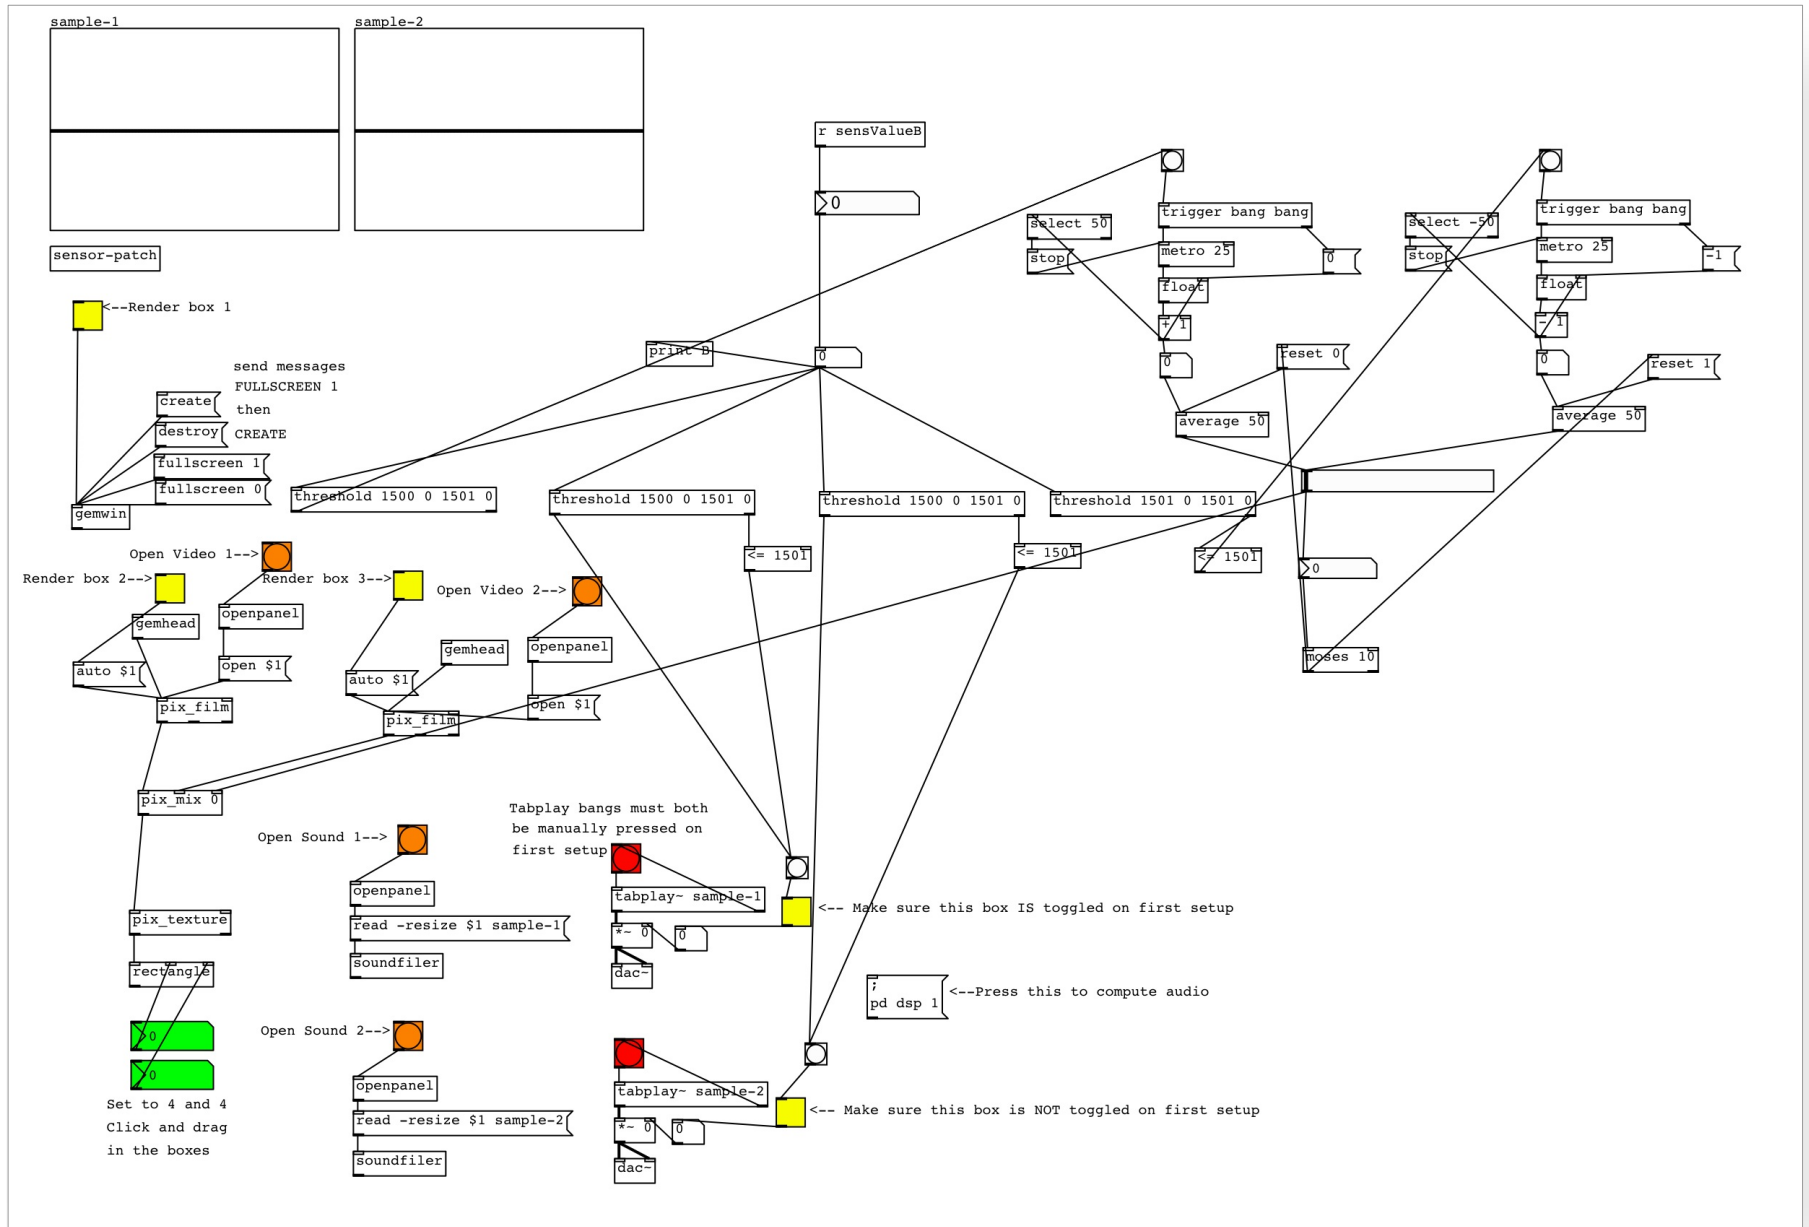 sample-1
sample-2
r sensValueB
0
trigger bang bang
trigger bang bang
select 50
select -50
stop
metro 25
0
stop
metro 25
-1
float
float
+ 1
- 1
sensor-patch
<--Render box 1
print B
0
0
reset 0
0
reset 1
send messages
FULLSCREEN 1
then
CREATE
create
destroy
fullscreen 1
fullscreen 0
gemwin
average 50
average 50
threshold 1500 0 1501 0
threshold 1500 0 1501 0
threshold 1500 0 1501 0
threshold 1501 0 1501 0
<= 1501
<= 1501
<= 1501
0
moses 10
Open Video 1-->
Render box 2-->
Render box 3-->
Open Video 2-->
gemhead
openpanel
gemhead
openpanel
auto $1
open $1
auto $1
open $1
pix_film
pix_film
pix_mix 0
Tabplay bangs must both
be manually pressed on
first setup
Open Sound 1-->
openpanel
read -resize $1 sample-1
soundfiler
tabplay~ sample-1
*~ 0
0
dac~
<-- Make sure this box IS toggled on first setup
pix_texture
rectangle
0
0
Set to 4 and 4
Click and drag
in the boxes
;
pd dsp 1
<--Press this to compute audio
Open Sound 2-->
openpanel
read -resize $1 sample-2
soundfiler
tabplay~ sample-2
*~ 0
0
dac~
<-- Make sure this box is NOT toggled on first setup